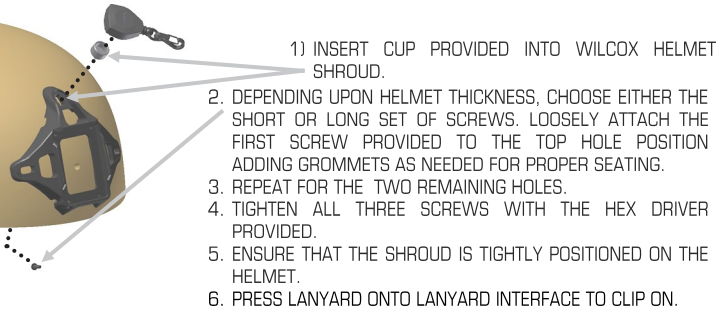 1) INSERT CUP PROVIDED INTO WILCOX HELMET
SHROUD.
2. DEPENDING UPON HELMET THICKNESS, CHOOSE EITHER THE
SHORT OR LONG SET OF SCREWS. LOOSELY ATTACH THE
FIRST SCREW PROVIDED TO THE TOP HOLE POSITION
ADDING GROMMETS AS NEEDED FOR PROPER SEATING.
3. REPEAT FOR THE TWO REMAINING HOLES.
4. TIGHTEN ALL THREE SCREWS WITH THE HEX DRIVER
PROVIDED.
5. ENSURE THAT THE SHROUD IS TIGHTLY POSITIONED ON THE
HELMET.
6. PRESS LANYARD ONTO LANYARD INTERFACE TO CLIP ON.